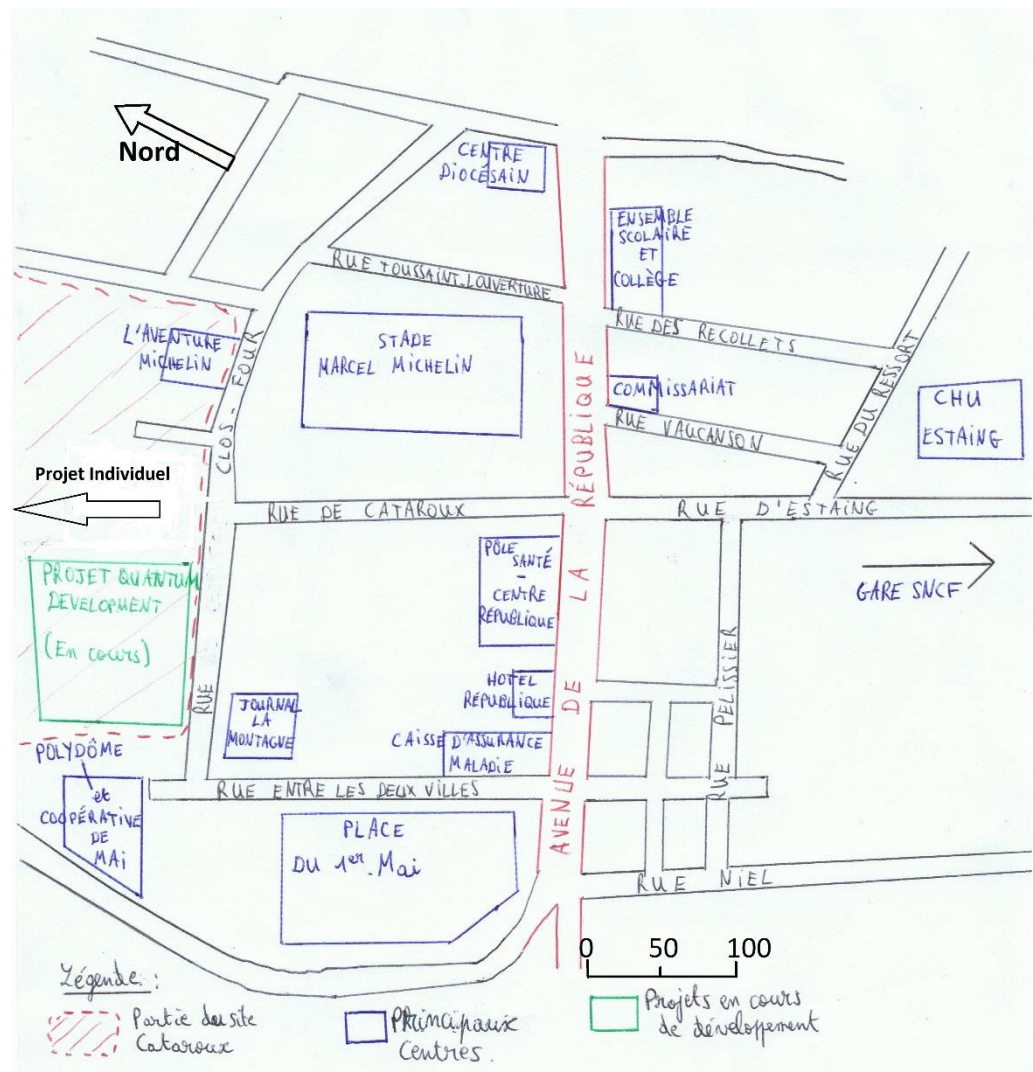 Nord
CENTRE
DIOCÉSAIN
ENSEMBLE
SCOLAIRE
ET
COLLÈGE
RUE TOUSSAINT-LOUVERTURE
RUE DES RECOLLETS
L'AVENTURE
MICHELIN
STADE
MARCEL MICHELIN
COMMISSARIAT
RUE VAUCANSON
RUE DU RESSORT
CHU
ESTAING
Projet Individuel
RUE CLOS-FOUR
RUE DE CATAROUX
RUE D'ESTAING
AVENUE DE LA RÉPUBLIQUE
PROJET QUANTUM
DEVELOPMENT
(En cours)
PÔLE
SANTÉ
-
CENTRE
RÉPUBLIQUE
GARE SNCF
HOTEL
RÉPUBLIQUE
JOURNAL
LA
MONTAGNE
CAISSE D'ASSURANCE
MALADIE
RUE PELISSIER
POLYDÔME
et
COOPÉRATIVE
DE
MAI
RUE ENTRE LES DEUX VILLES
PLACE
DU 1er Mai
RUE NIEL
0 50 100
Légende :
Partie du site
Cataroux
Principaux
Centres.
Projets en cours
de développement